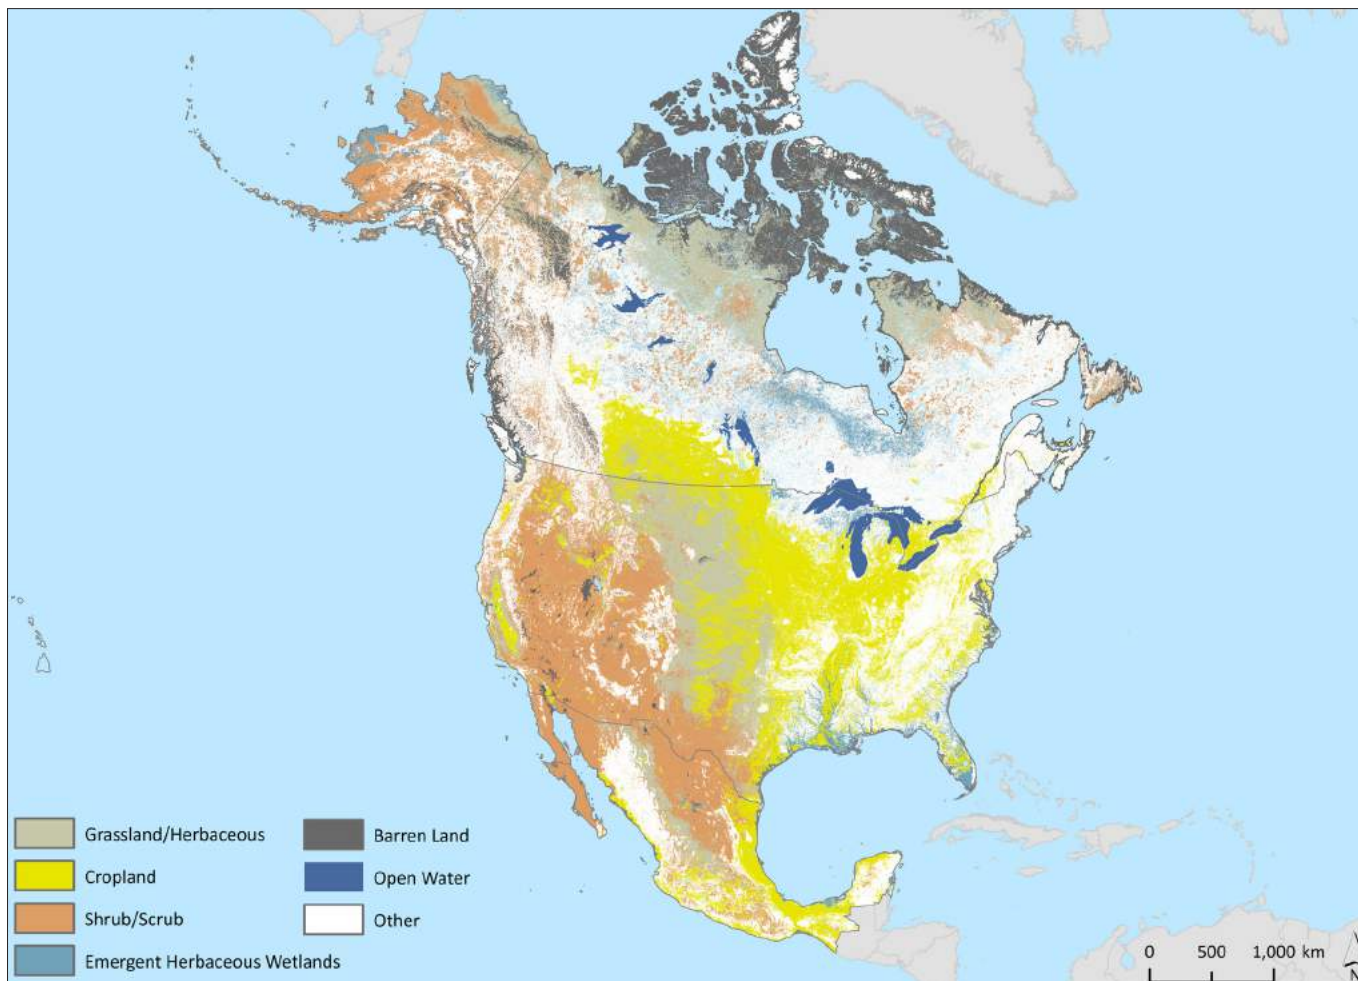 Grassland/Herbaceous
Cropland
Shrub/Scrub
Emergent Herbaceous Wetlands
Barren Land
Open Water
Other
0 500 1,000 km
N